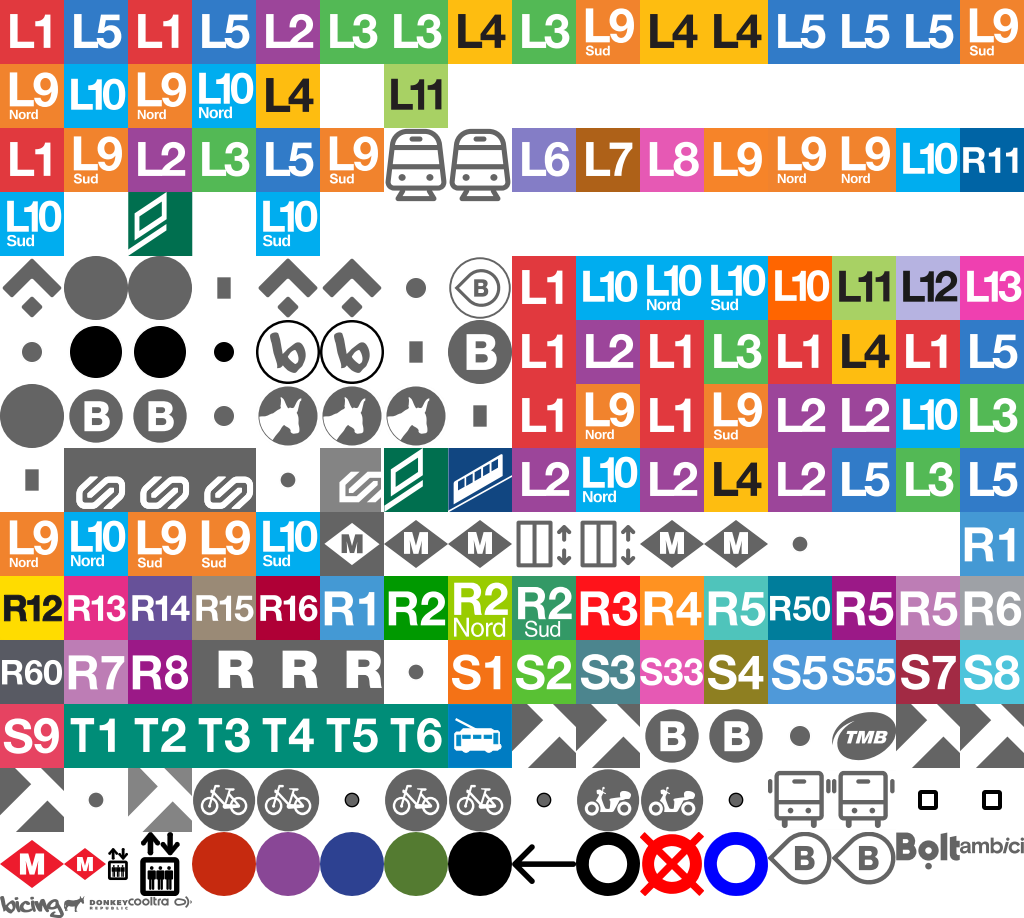 L1 L5 L1 L5 L2 L3 L3 L4 L3 L9 Sud L4 L4 L5 L5 L5 L9 Sud
L9 Nord L10 L9 Nord L10 Nord L4 L11
L1 L9 Sud L2 L3 L5 L9 Sud L6 L7 L8 L9 L9 Nord L9 Nord L10 R11
L10 Sud L10 Sud
B L1 L10 L10 Nord L10 Sud L10 L11 L12 L13
b b B L1 L2 L1 L3 L1 L4 L1 L5
B B L1 L9 Nord L1 L9 Sud L2 L2 L10 L3
L2 L10 Nord L2 L4 L2 L5 L3 L5
L9 Nord L10 Nord L9 Sud L9 Sud L10 Sud M M M M M R1
R12 R13 R14 R15 R16 R1 R2 R2 Nord R2 Sud R3 R4 R5 R50 R5 R5 R6
R60 R7 R8 R R R S1 S2 S3 S33 S4 S5 S55 S7 S8
S9 T1 T2 T3 T4 T5 T6 B B TMB
M M B B Bolt ambici
bicing DONKEY REPUBLIC cooltra